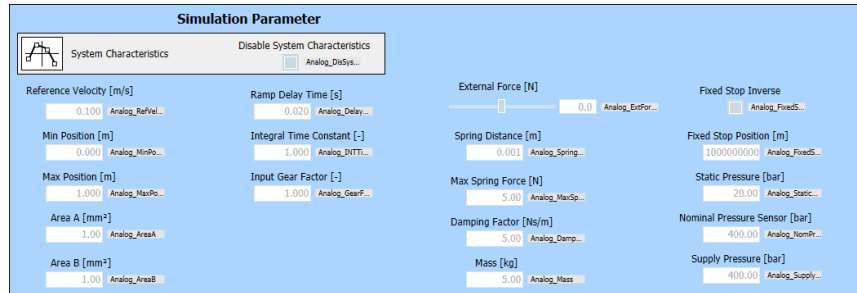 Simulation Parameter
System Characteristics
Disable System Characteristics
Analog_DisSys...
Reference Velocity [m/s]
0.100 Analog_RefVel...
Min Position [m]
0.000 Analog_MinPo...
Max Position [m]
1.000 Analog_MaxPo...
Area A [mm²]
1.00 Analog_AreaA
Area B [mm²]
1.00 Analog_AreaB
Ramp Delay Time [s]
0.020 Analog_Delay...
Integral Time Constant [-]
1.000 Analog_INTTi...
Input Gear Factor [-]
1.000 Analog_GearF...
External Force [N]
0.0 Analog_ExtFor...
Spring Distance [m]
0.001 Analog_Spring...
Max Spring Force [N]
5.00 Analog_MaxSp...
Damping Factor [Ns/m]
5.00 Analog_Damp...
Mass [kg]
5.00 Analog_Mass
Fixed Stop Inverse
Analog_FixedS...
Fixed Stop Position [m]
1000000000 Analog_FixedS...
Static Pressure [bar]
20.00 Analog_Static...
Nominal Pressure Sensor [bar]
400.00 Analog_NomPr...
Supply Pressure [bar]
400.00 Analog_Supply...